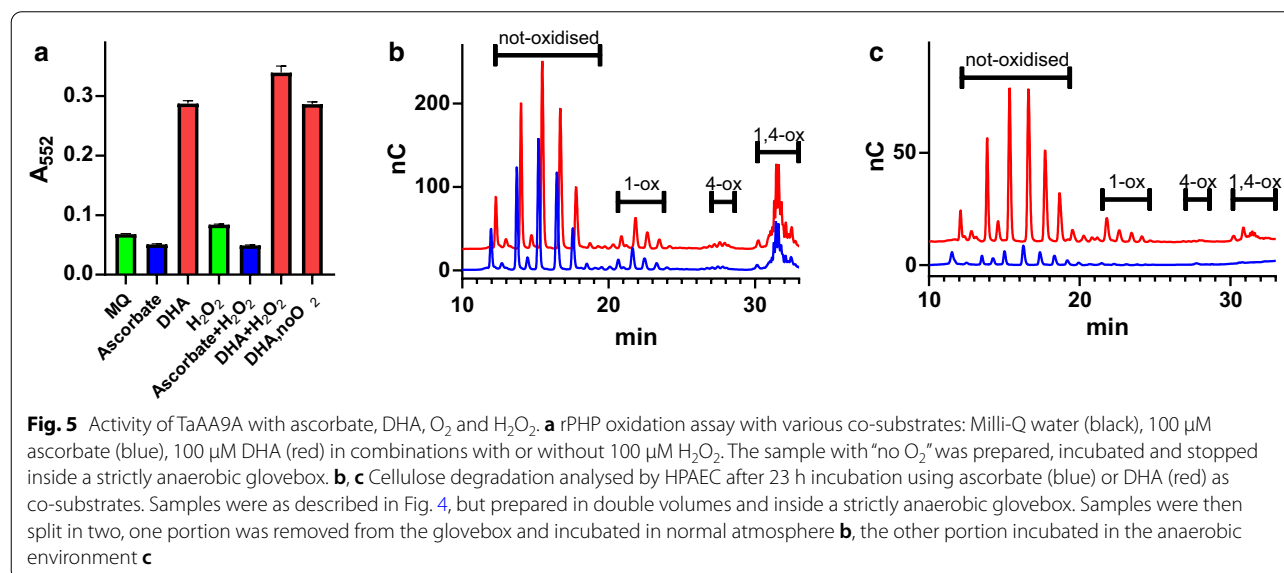 a
A552
0.3
0.2
0.1
0.0
MQ
Ascorbate
DHA
H2O2
Ascorbate+H2O2
DHA+H2O2
DHA,noO 2
b
nC
200
100
0
10
20
30
min
not-oxidised
1-ox
4-ox
1,4-ox
c
nC
50
0
10
20
30
min
not-oxidised
1-ox
4-ox
1,4-ox
Fig. 5 Activity of TaAA9A with ascorbate, DHA, O2 and H2O2. a rPHP oxidation assay with various co-substrates: Milli-Q water (black), 100 µM
ascorbate (blue), 100 µM DHA (red) in combinations with or without 100 µM H2O2. The sample with “no O2” was prepared, incubated and stopped
inside a strictly anaerobic glovebox. b, c Cellulose degradation analysed by HPAEC after 23 h incubation using ascorbate (blue) or DHA (red) as
co-substrates. Samples were as described in Fig. 4, but prepared in double volumes and inside a strictly anaerobic glovebox. Samples were then
split in two, one portion was removed from the glovebox and incubated in normal atmosphere b, the other portion incubated in the anaerobic
environment c